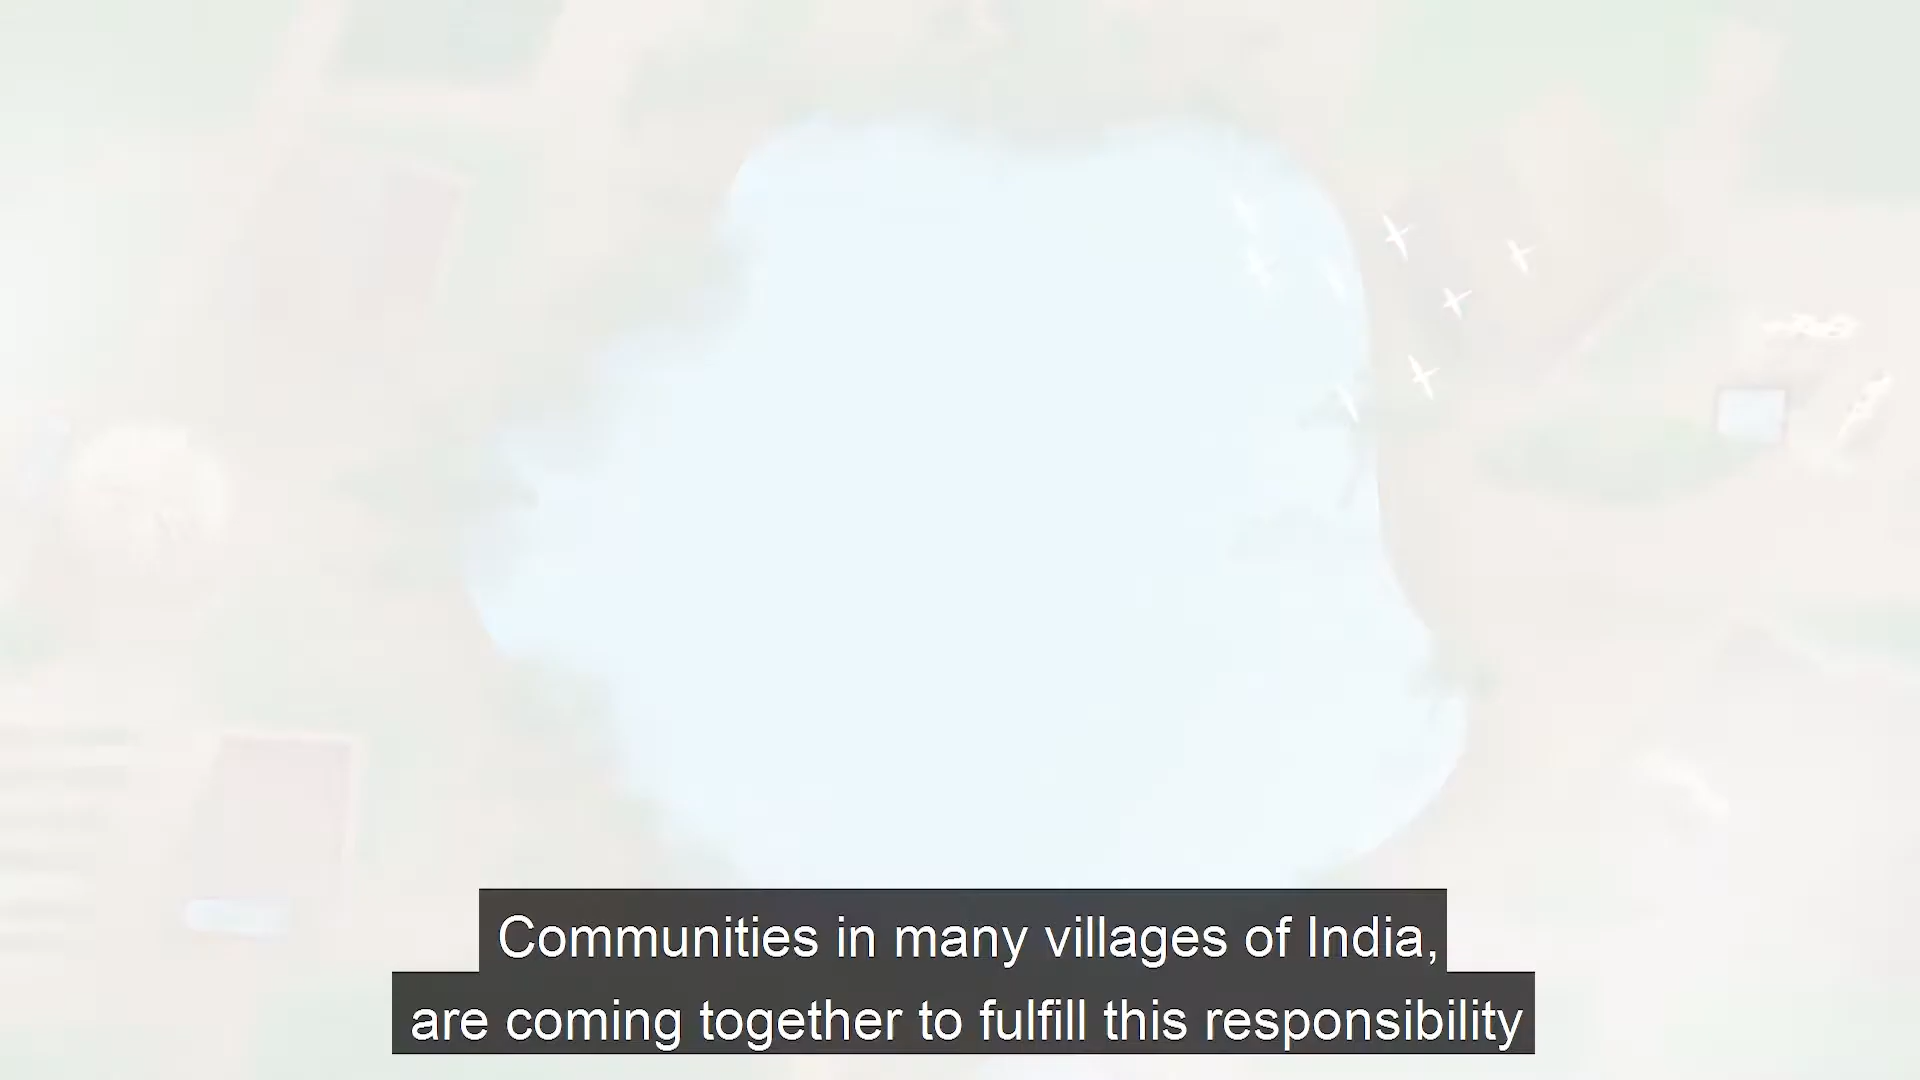 Communities in many villages of India,
are coming together to fulfill this responsibility